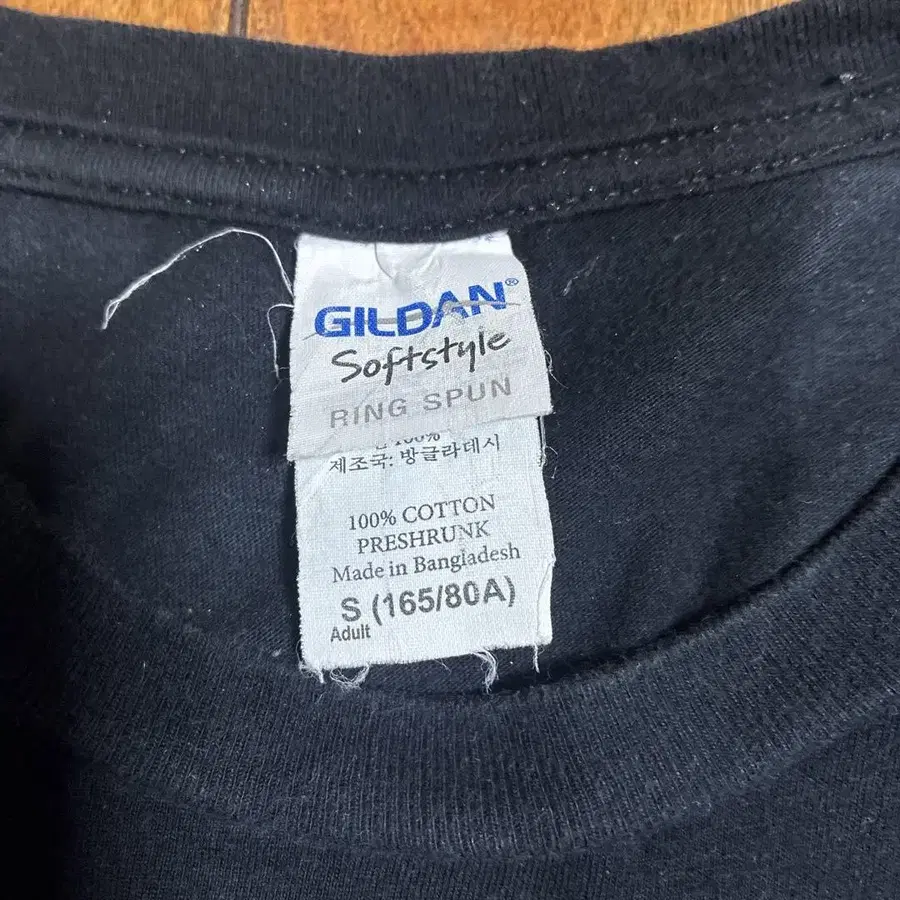 GILDAN®
Softstyle
RING SPUN
100%
제조국: 방글라데시
100% COTTON
PRESHRUNK
Made in Bangladesh
S (165/80A)
Adult